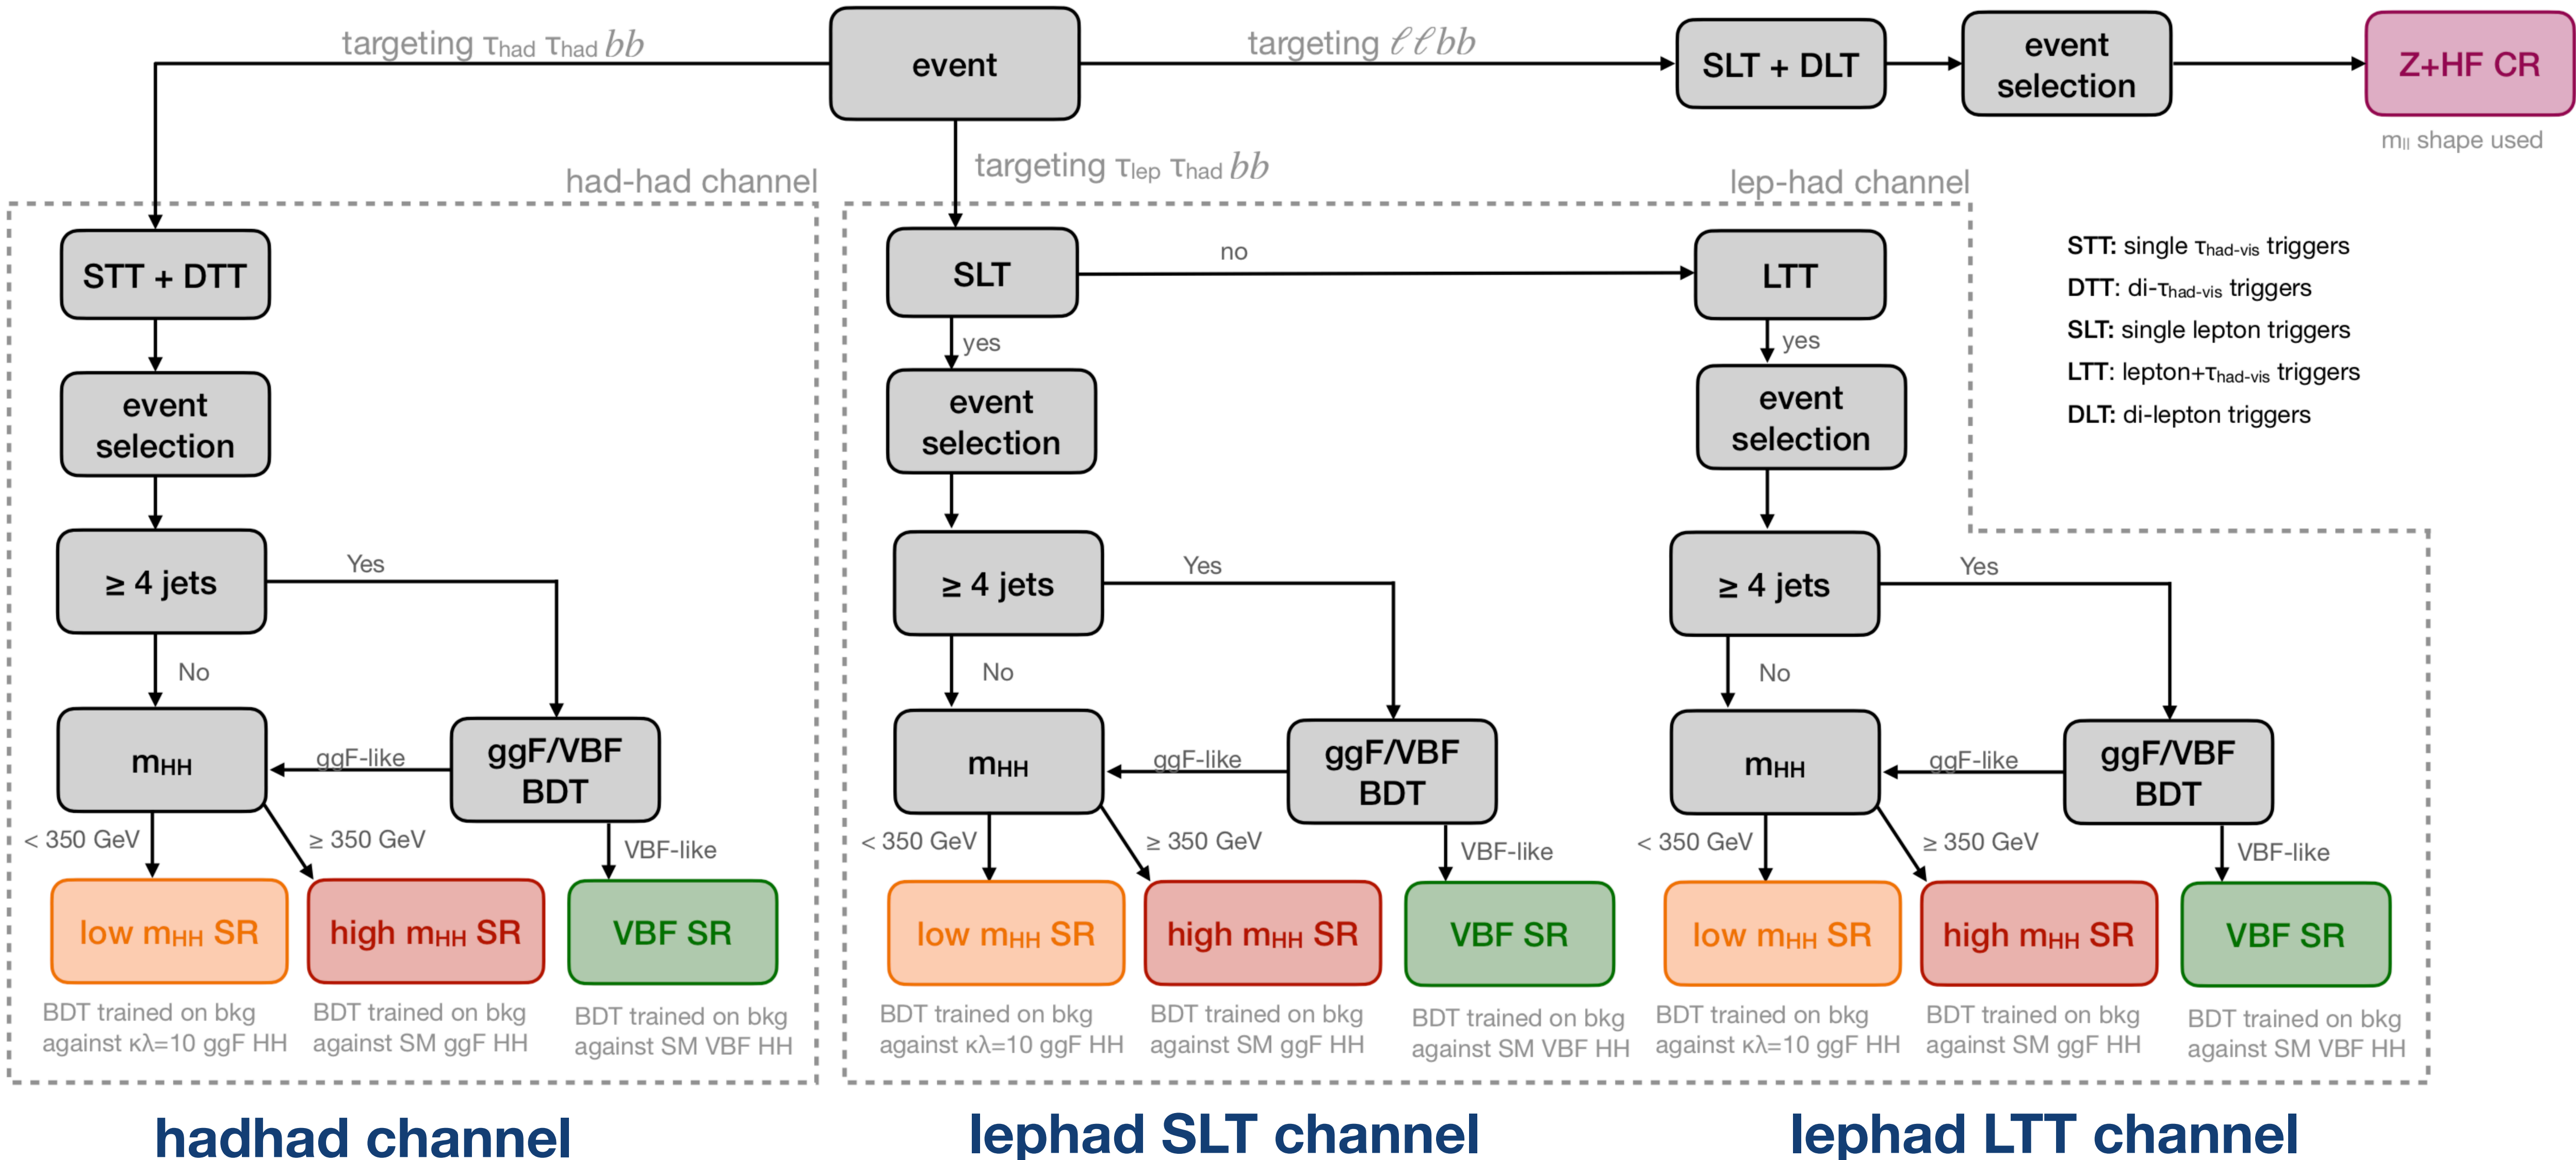 targeting τhad τhad bb
event
targeting ℓℓbb
SLT + DLT
event
selection
Z+HF CR
mll shape used
targeting τlep τhad bb
had-had channel
lep-had channel
STT + DTT
event
selection
≥ 4 jets
Yes
No
mHH
ggF-like
ggF/VBF
BDT
< 350 GeV
≥ 350 GeV
VBF-like
low mHH SR
high mHH SR
VBF SR
BDT trained on bkg
against κλ=10 ggF HH
BDT trained on bkg
against SM ggF HH
BDT trained on bkg
against SM VBF HH
SLT
no
yes
event
selection
≥ 4 jets
Yes
No
mHH
ggF-like
ggF/VBF
BDT
< 350 GeV
≥ 350 GeV
VBF-like
low mHH SR
high mHH SR
VBF SR
BDT trained on bkg
against κλ=10 ggF HH
BDT trained on bkg
against SM ggF HH
BDT trained on bkg
against SM VBF HH
LTT
yes
event
selection
≥ 4 jets
Yes
No
mHH
ggF-like
ggF/VBF
BDT
< 350 GeV
≥ 350 GeV
VBF-like
low mHH SR
high mHH SR
VBF SR
BDT trained on bkg
against κλ=10 ggF HH
BDT trained on bkg
against SM ggF HH
BDT trained on bkg
against SM VBF HH
STT: single τhad-vis triggers
DTT: di-τhad-vis triggers
SLT: single lepton triggers
LTT: lepton+τhad-vis triggers
DLT: di-lepton triggers
hadhad channel
lephad SLT channel
lephad LTT channel